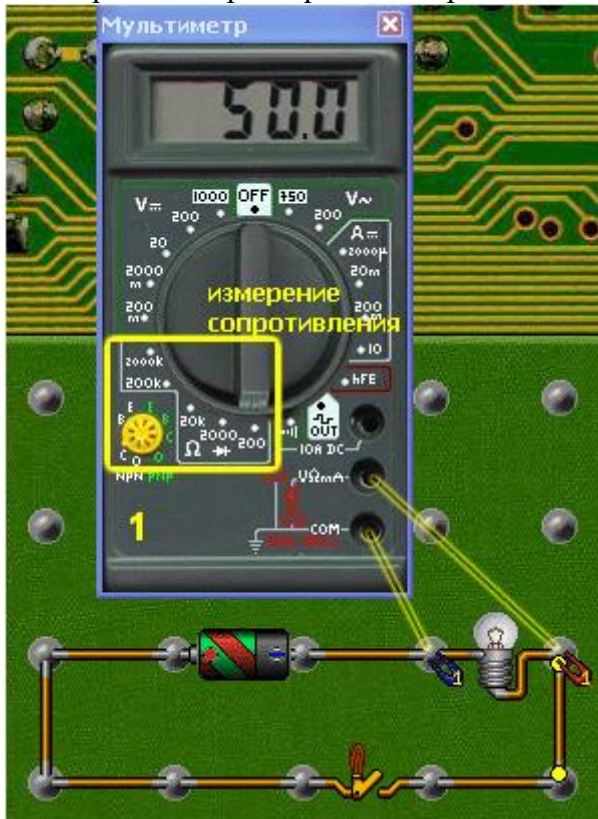 Мультиметр
50.0
V⎓ 1000 OFF 750 V~
200 200
A⎓
20 2000µ
2000 m 20m
измерение
200 m 200 m
сопротивления
10
2000k
200k hFE
E E
B B
C C
O O
NPN PNP
20k 2000 200
Ω
OUT
10A DC
VΩmA
1
COM
1 1